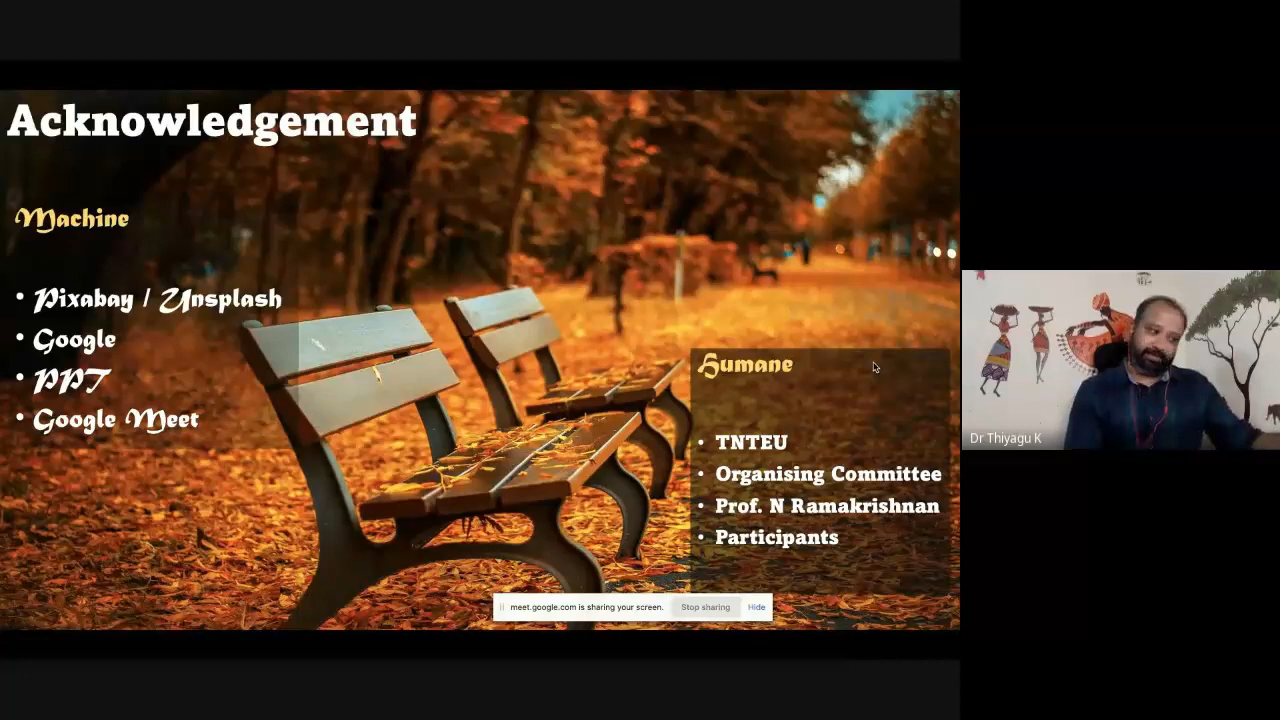 Acknowledgement
Machine
• Pixabay / Unsplash
• Google
• PPT
• Google Meet
Humane
• TNTEU
• Organising Committee
• Prof. N Ramakrishnan
• Participants
meet.google.com is sharing your screen. Stop sharing Hide
Dr Thiyagu K